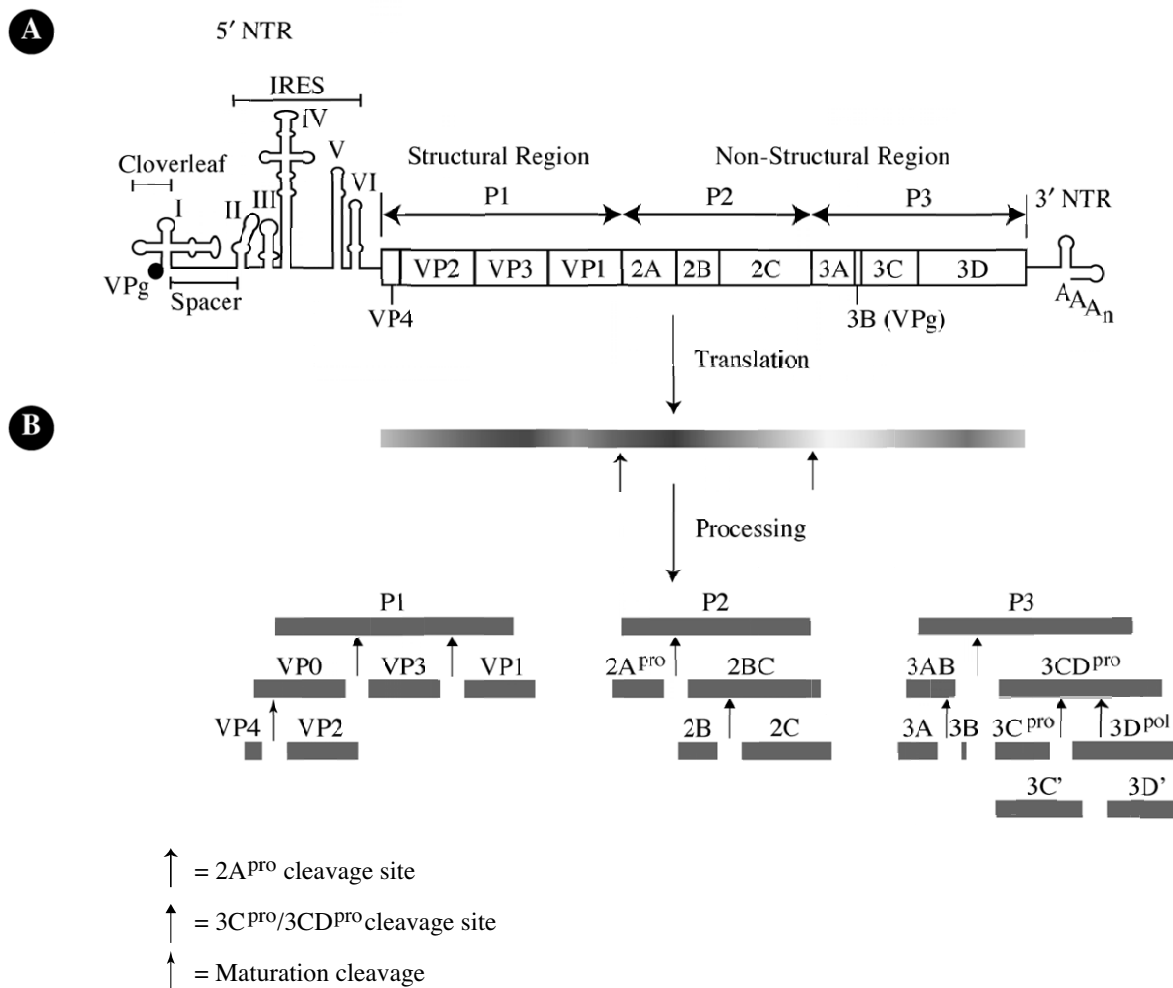 A
5′ NTR
IRES
IV
V
VI
Cloverleaf
I
II
III
VPg
Spacer
Structural Region
Non-Structural Region
P1
P2
P3
3′ NTR
VP2
VP3
VP1
2A
2B
2C
3A
3C
3D
VP4
3B (VPg)
AAAn
Translation
B
Processing
P1
P2
P3
VP0
VP3
VP1
2Apro
2BC
3AB
3CDpro
VP4
VP2
2B
2C
3A
3B
3Cpro
3Dpol
3C’
3D’
= 2Apro cleavage site
= 3Cpro/3CDpro cleavage site
= Maturation cleavage